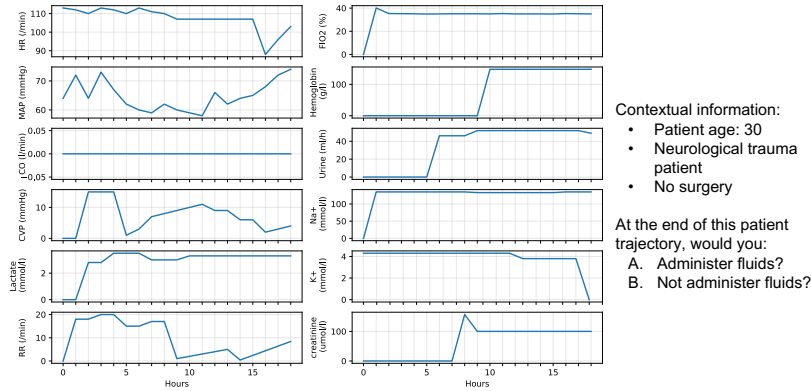 HR (/min)
110
100
90
MAP (mmHg)
70
60
CO (l/min)
0.05
0.00
0.05
CVP (mmHg)
10
0
Lactate
(mmol/l)
2
0
RR (/min)
20
10
0
0
5
10
15
Hours
FIO2 (%)
40
20
0
Hemoglobin
(g/l)
100
0
Urine (ml/h)
40
20
0
Na+
(mmol/l)
100
50
0
K+
(mmol/l)
4
2
0
creatinine
(umol/l)
100
0
0
5
10
15
Hours
Contextual information:
• Patient age: 30
• Neurological trauma
patient
• No surgery
At the end of this patient
trajectory, would you:
A. Administer fluids?
B. Not administer fluids?